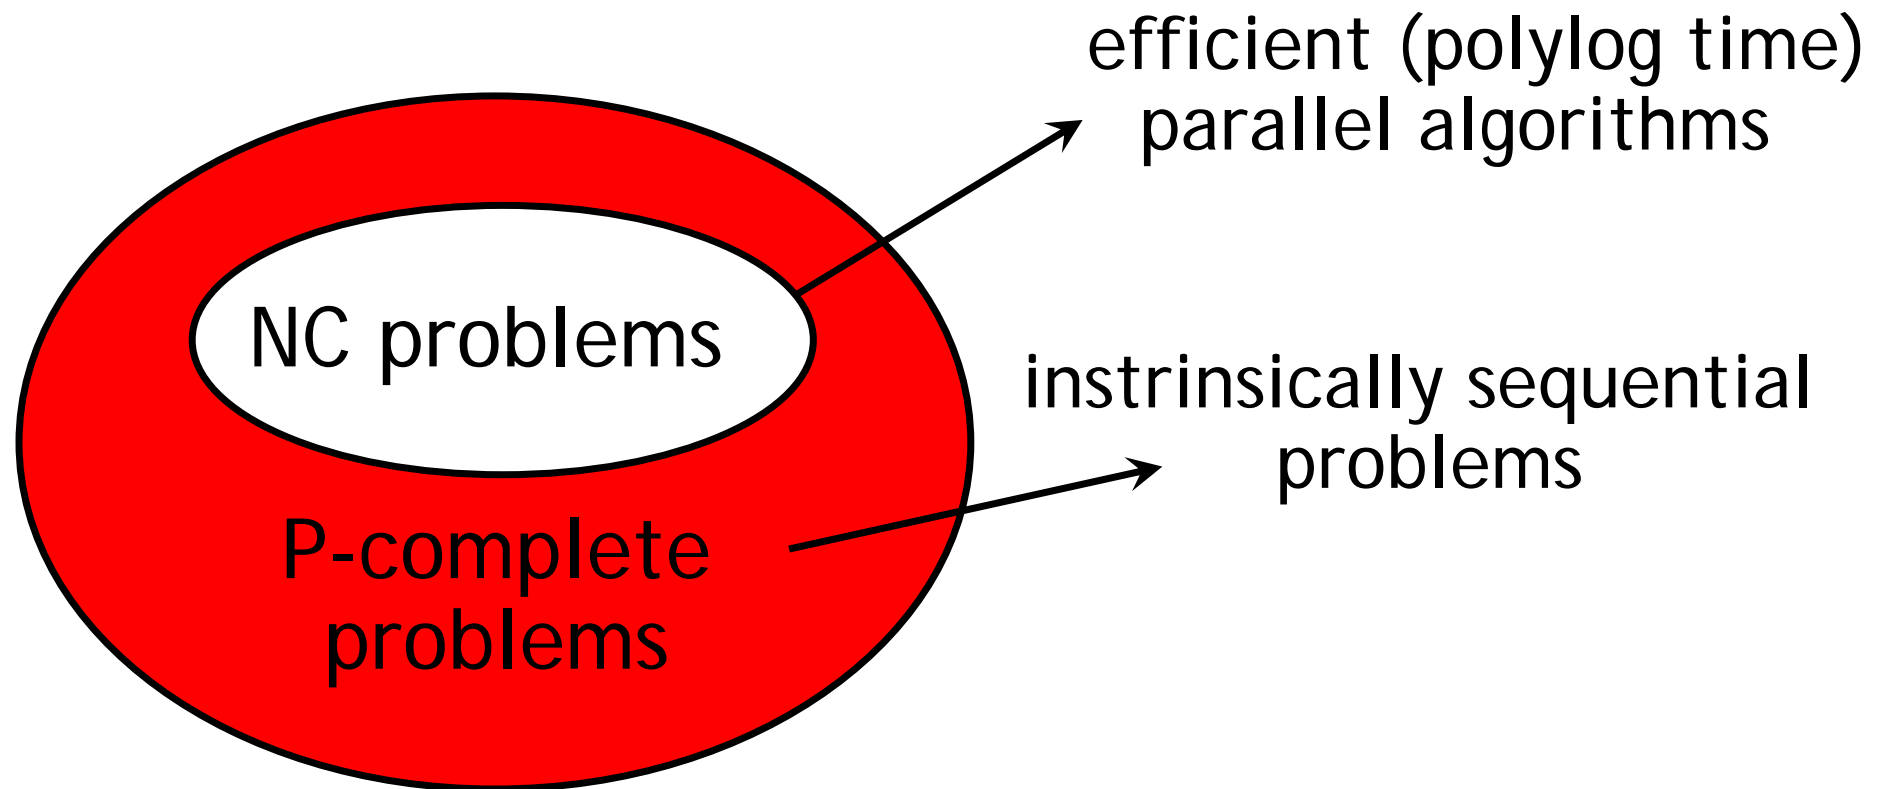 efficient (polylog time)
parallel algorithms
NC problems
instrinsically sequential
problems
P-complete
problems